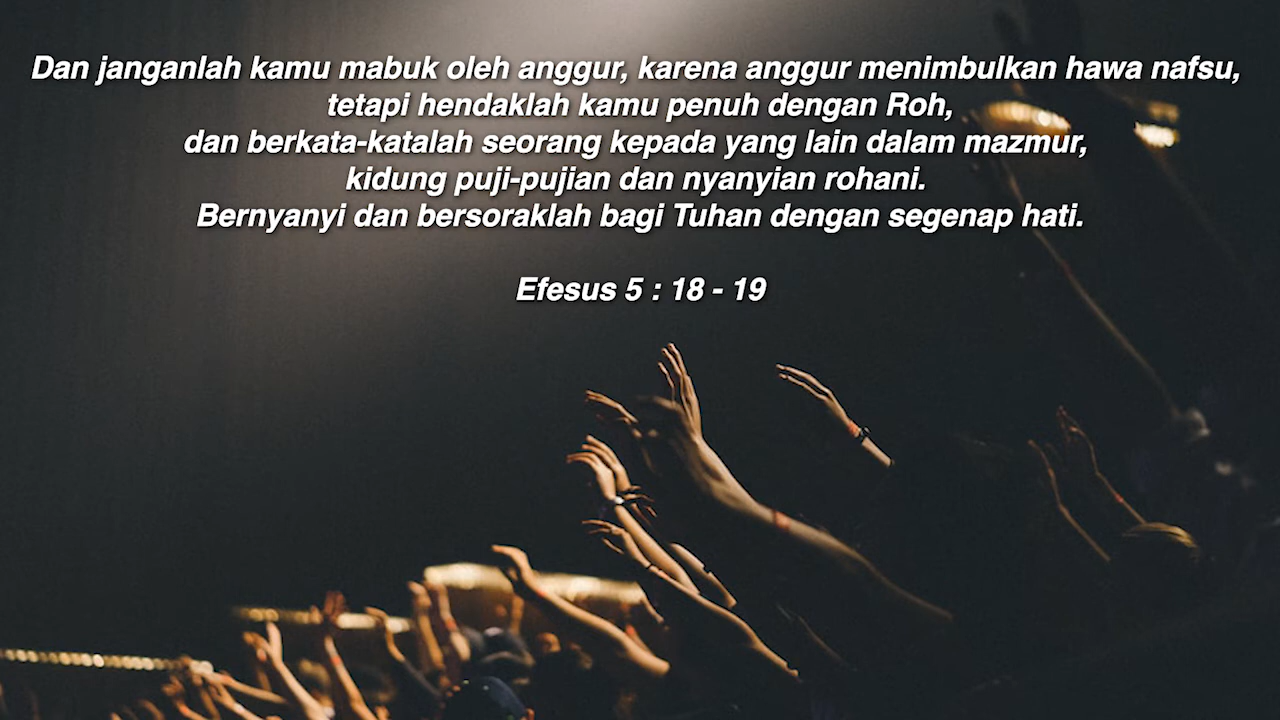 Dan janganlah kamu mabuk oleh anggur, karena anggur menimbulkan hawa nafsu,
tetapi hendaklah kamu penuh dengan Roh,
dan berkata-katalah seorang kepada yang lain dalam mazmur,
kidung puji-pujian dan nyanyian rohani.
Bernyanyi dan bersoraklah bagi Tuhan dengan segenap hati.
Efesus 5 : 18 - 19